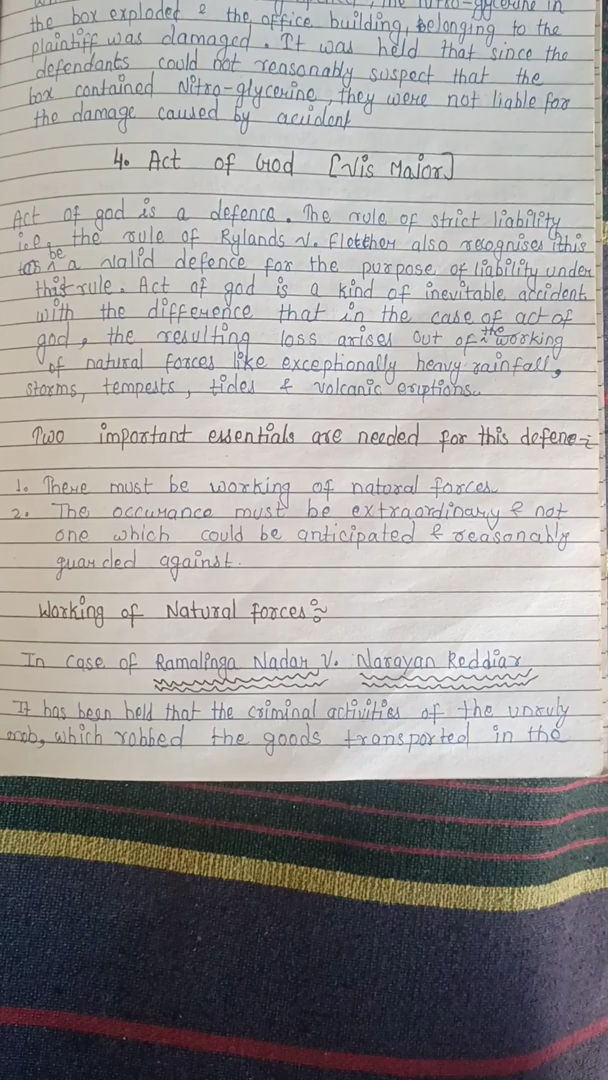 Nitro-glycerine in
the box exploded & the office building, belonging to the
plaintiff was damaged. It was held that since the
defendants could not reasonably suspect that the
box contained Nitro-glycerine, they were not liable for
the damage caused by accident
4. Act of God [Vis Major]
Act of god is a defence. The rule of strict liability
i.e. the rule of Rylands v. Fletcher also recognises this
to be a valid defence for the purpose of liability under
this rule. Act of god is a kind of inevitable accident
with the difference that in the case of act of
god, the resulting loss arises out of the working
of natural forces like exceptionally heavy rainfall,
storms, tempests, tides & volcanic eriptions.
Two important essentials are needed for this defence:
1. There must be working of natural forces.
2. The occurance must be extraordinary & not
one which could be anticipated & reasonably
guarded against.
Working of Natural forces:
In case of Ramalinga Nadar V. Narayan Reddiar
It has been held that the criminal activities of the unruly
mob, which robbed the goods transported in the